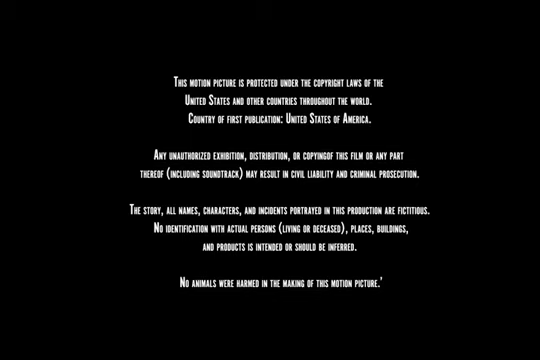 This motion picture is protected under the copyright laws of the
United States and other countries throughout the world.
Country of first publication: United States of America.
Any unauthorized exhibition, distribution, or copyingof this film or any part
thereof (including soundtrack) may result in civil liability and criminal prosecution.
The story, all names, characters, and incidents portrayed in this production are fictitious.
No identification with actual persons (living or deceased), places, buildings,
and products is intended or should be inferred.
No animals were harmed in the making of this motion picture.'